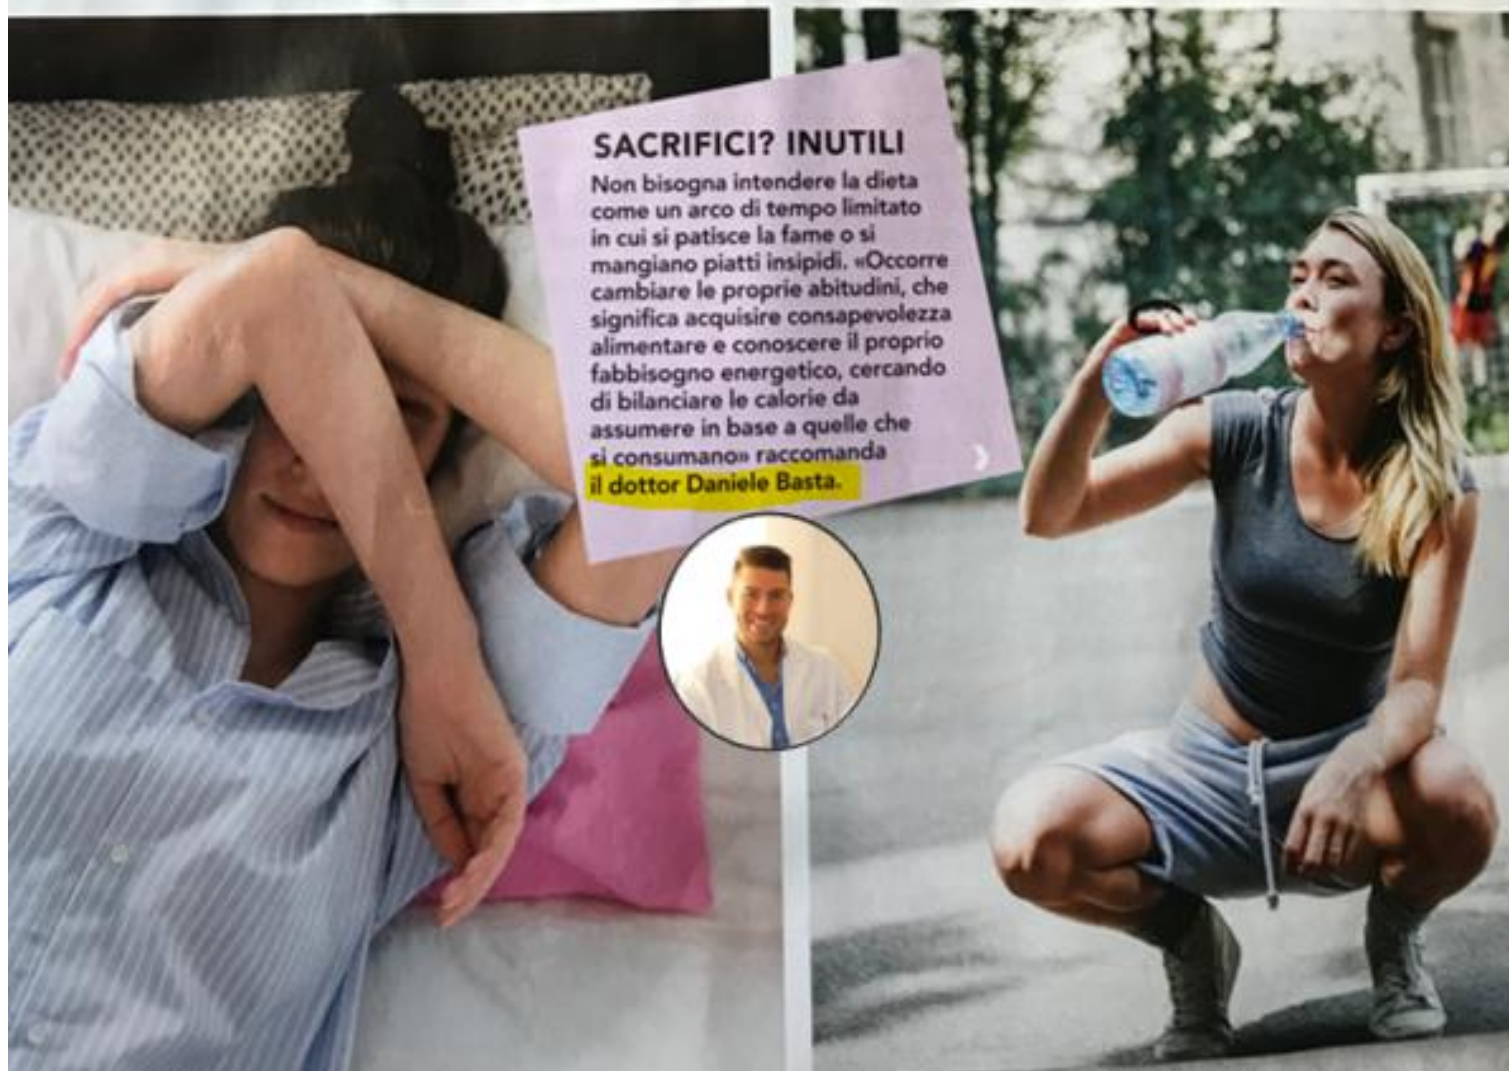 SACRIFICI? INUTILI
Non bisogna intendere la dieta
come un arco di tempo limitato
in cui si patisce la fame o si
mangiano piatti insipidi. «Occorre
cambiare le proprie abitudini, che
significa acquisire consapevolezza
alimentare e conoscere il proprio
fabbisogno energetico, cercando
di bilanciare le calorie da
assumere in base a quelle che
si consumano» raccomanda
il dottor Daniele Basta.